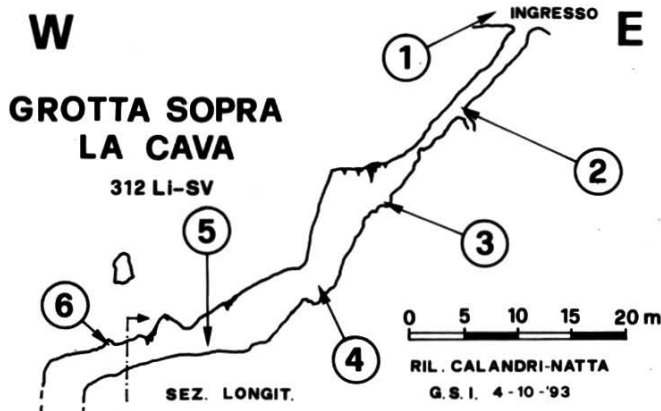 W
INGRESSO
E
1
GROTTA SOPRA
LA CAVA
312 Li-SV
2
3
5
6
4
0 5 10 15 20 m
RIL. CALANDRI-NATTA
SEZ. LONGIT.
G.S.I. 4-10-'93